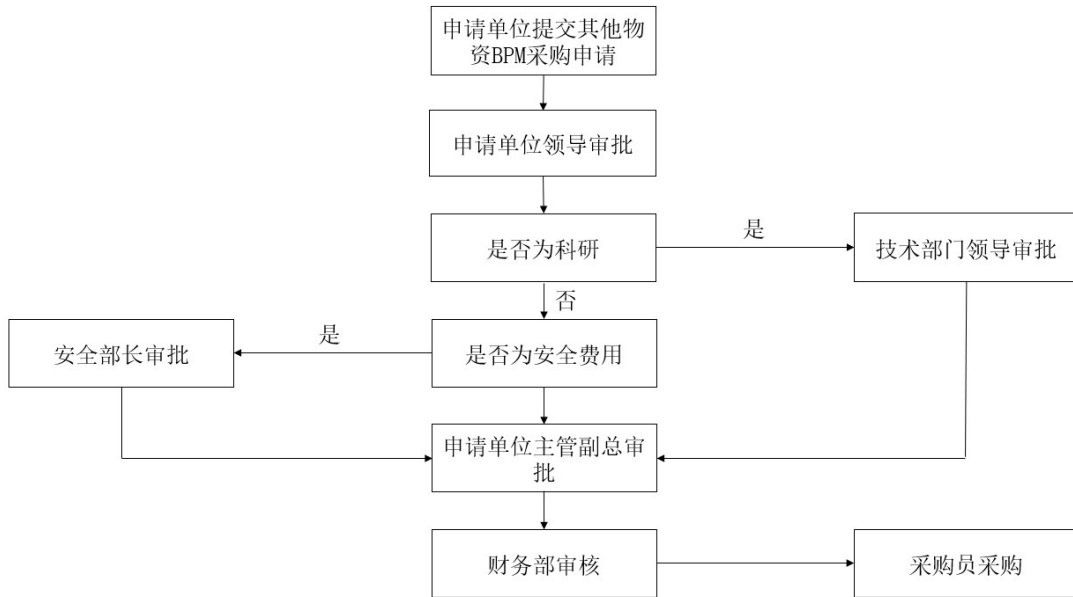 申请单位提交其他物
资BPM采购申请
申请单位领导审批
是否为科研
是
技术部门领导审批
否
安全部长审批
是
是否为安全费用
申请单位主管副总审
批
财务部审核
采购员采购